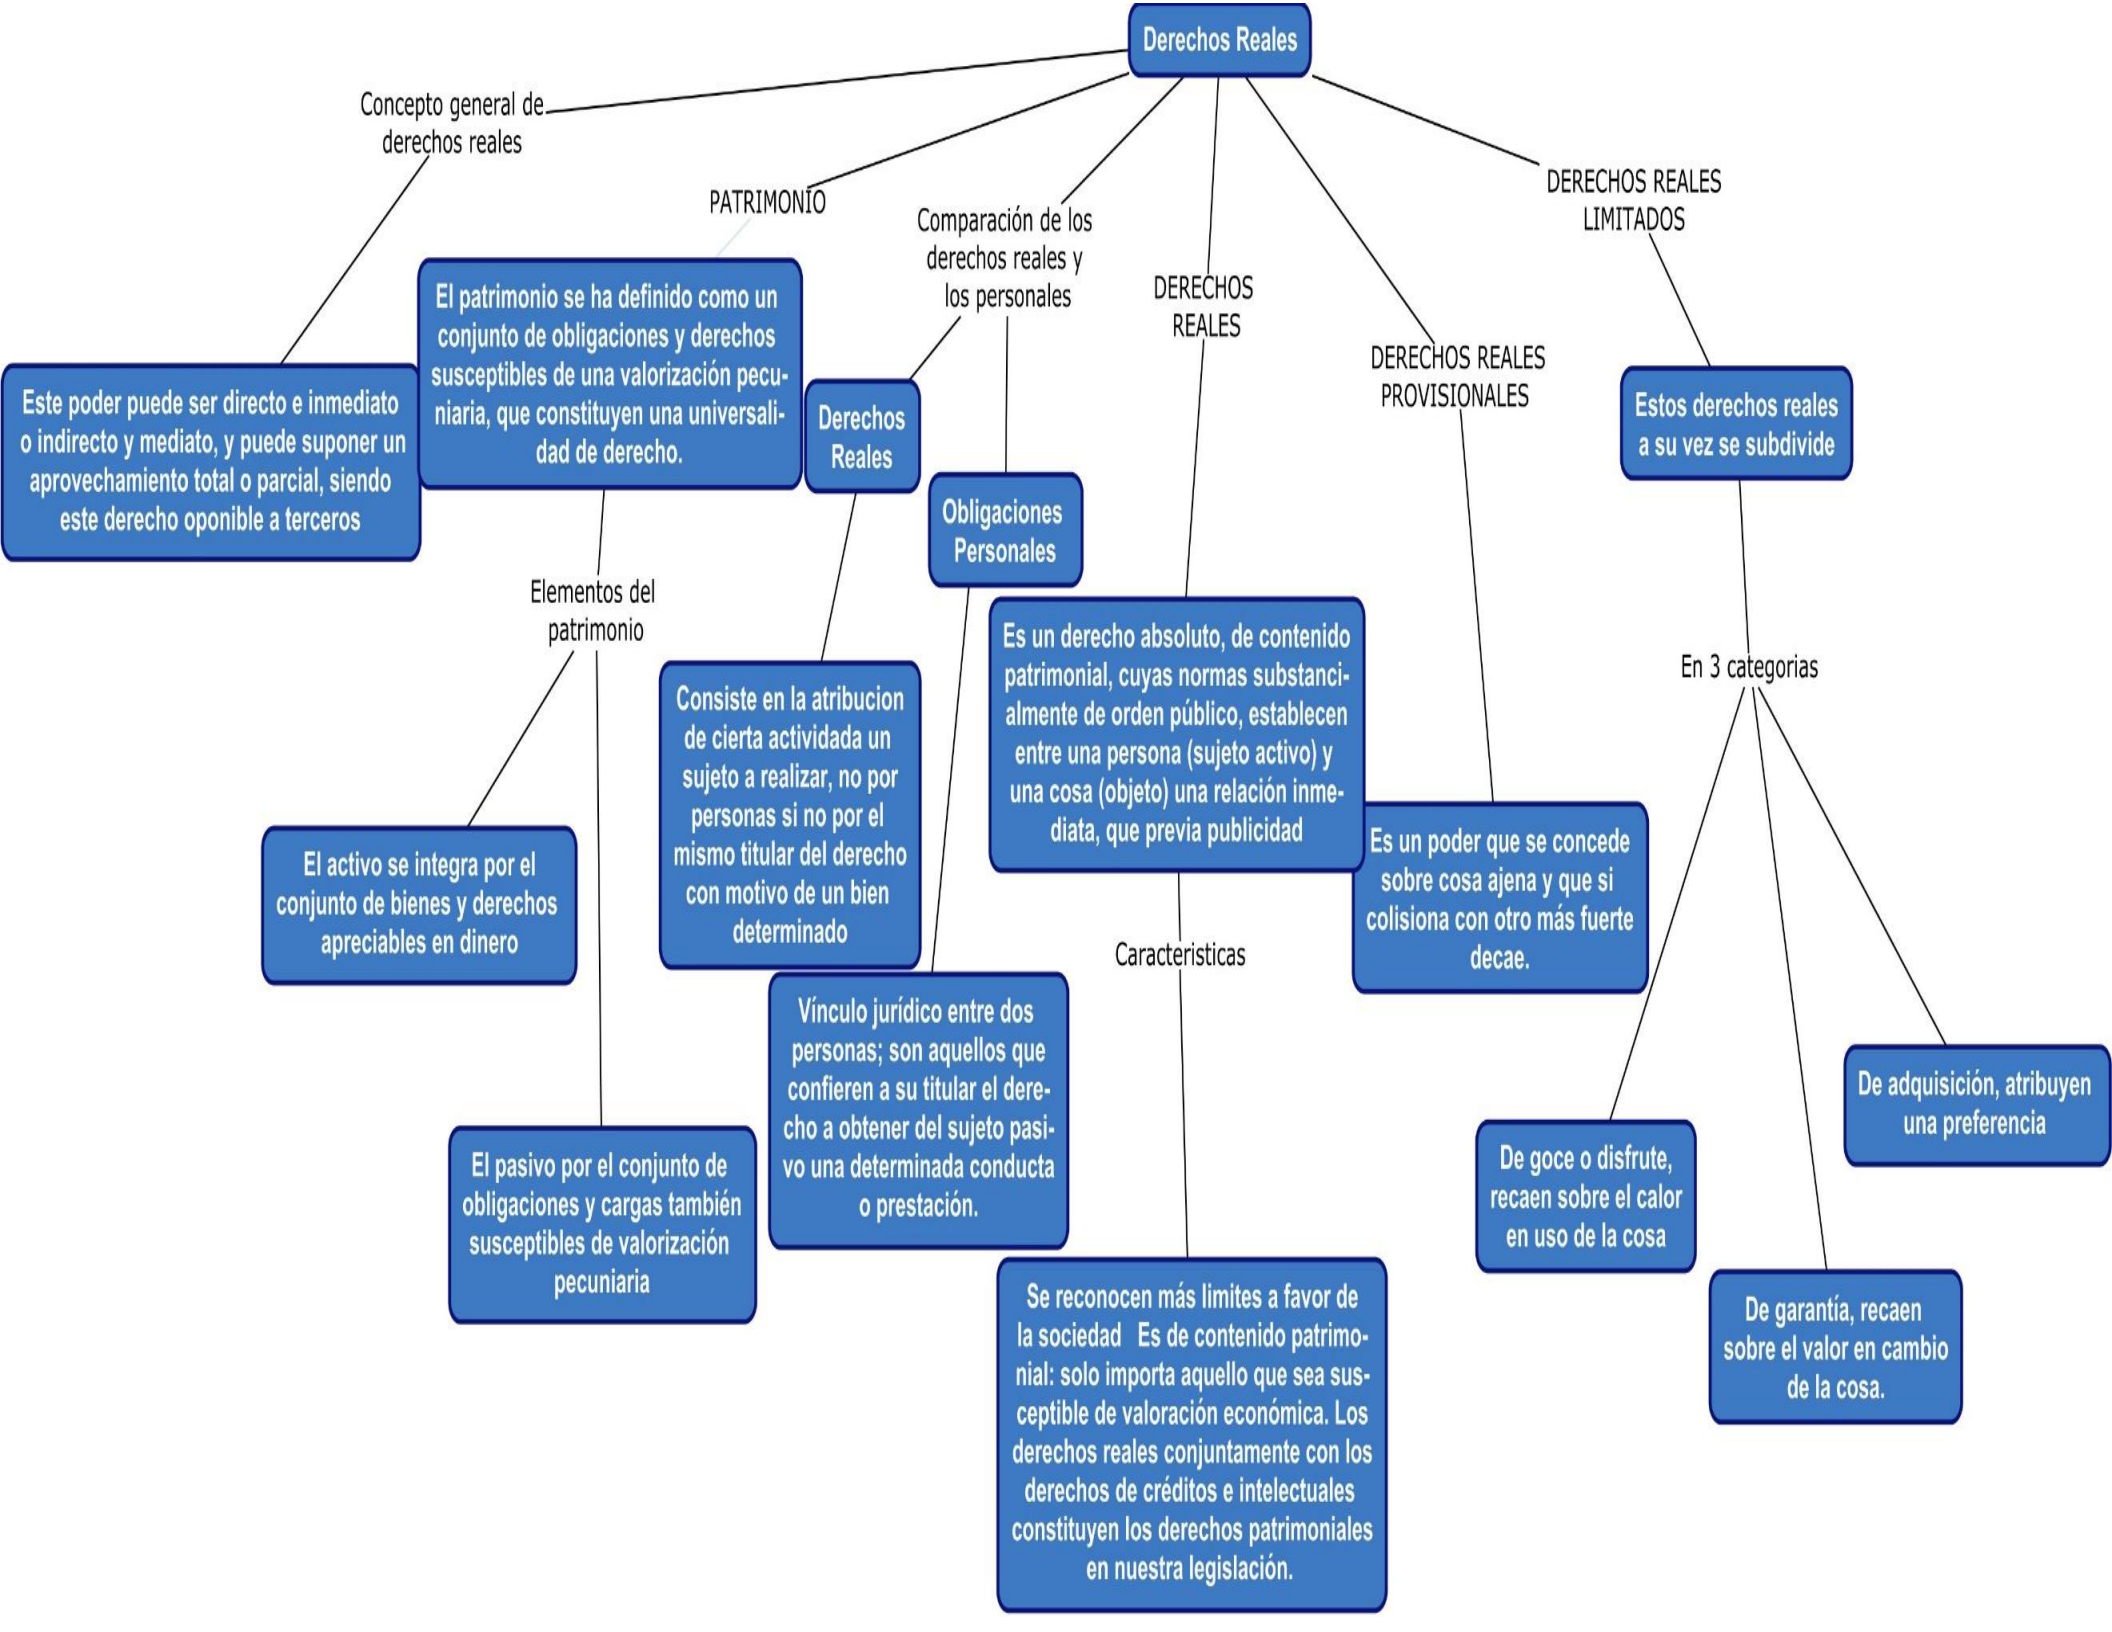 Derechos Reales
Concepto general de
derechos reales
Este poder puede ser directo e inmediato
o indirecto y mediato, y puede suponer un
aprovechamiento total o parcial, siendo
este derecho oponible a terceros
PATRIMONIO
El patrimonio se ha definido como un
conjunto de obligaciones y derechos
susceptibles de una valorización pecu-
niaria, que constituyen una universali-
dad de derecho.
Elementos del
patrimonio
El activo se integra por el
conjunto de bienes y derechos
apreciables en dinero
El pasivo por el conjunto de
obligaciones y cargas también
susceptibles de valorización
pecuniaria
Comparación de los
derechos reales y
los personales
Derechos
Reales
Consiste en la atribucion
de cierta actividada un
sujeto a realizar, no por
personas si no por el
mismo titular del derecho
con motivo de un bien
determinado
Obligaciones
Personales
Vínculo jurídico entre dos
personas; son aquellos que
confieren a su titular el dere-
cho a obtener del sujeto pasi-
vo una determinada conducta
o prestación.
DERECHOS
REALES
Es un derecho absoluto, de contenido
patrimonial, cuyas normas substanci-
almente de orden público, establecen
entre una persona (sujeto activo) y
una cosa (objeto) una relación inme-
diata, que previa publicidad
Caracteristicas
Se reconocen más limites a favor de
la sociedad Es de contenido patrimo-
nial: solo importa aquello que sea sus-
ceptible de valoración económica. Los
derechos reales conjuntamente con los
derechos de créditos e intelectuales
constituyen los derechos patrimoniales
en nuestra legislación.
DERECHOS REALES
PROVISIONALES
Es un poder que se concede
sobre cosa ajena y que si
colisiona con otro más fuerte
decae.
DERECHOS REALES
LIMITADOS
Estos derechos reales
a su vez se subdivide
En 3 categorias
De goce o disfrute,
recaen sobre el calor
en uso de la cosa
De garantía, recaen
sobre el valor en cambio
de la cosa.
De adquisición, atribuyen
una preferencia